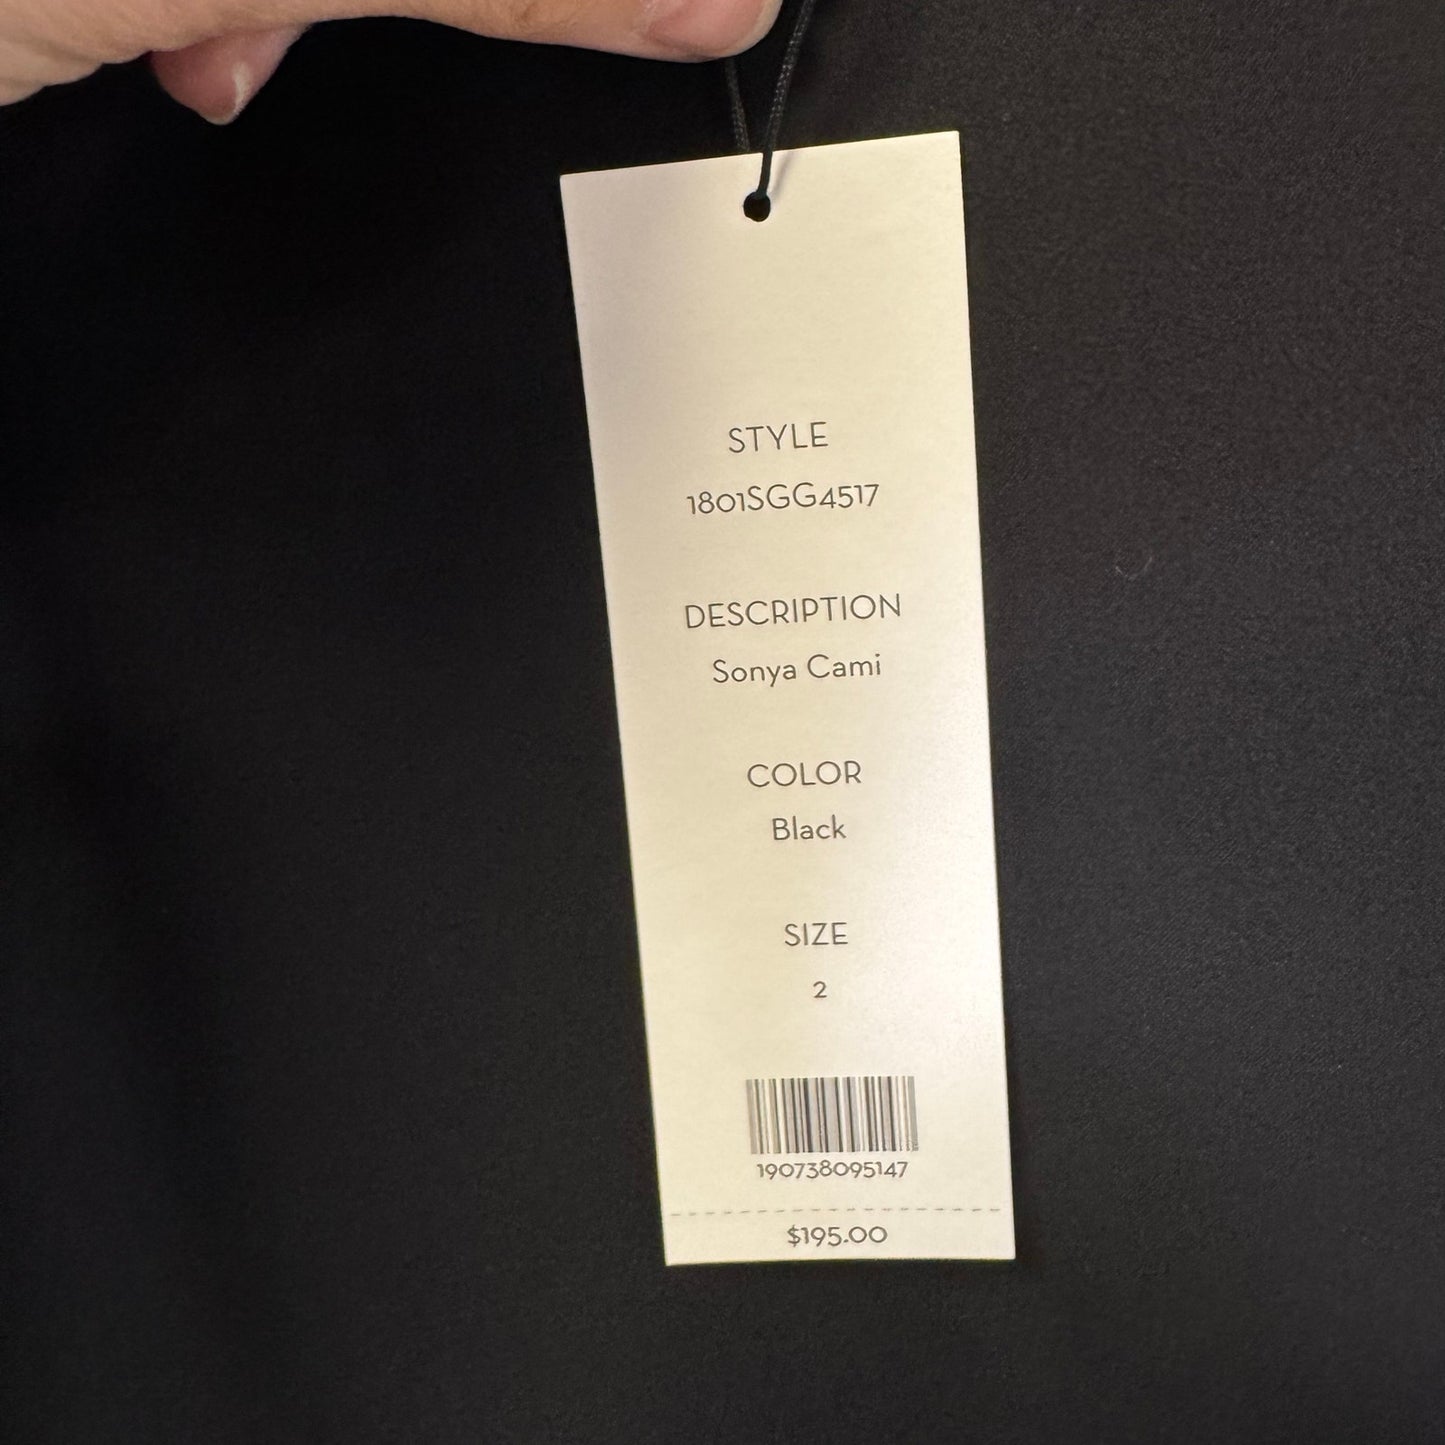 STYLE
1801SGG4517
DESCRIPTION
Sonya Cami
COLOR
Black
SIZE
2
190738095147
$195.00